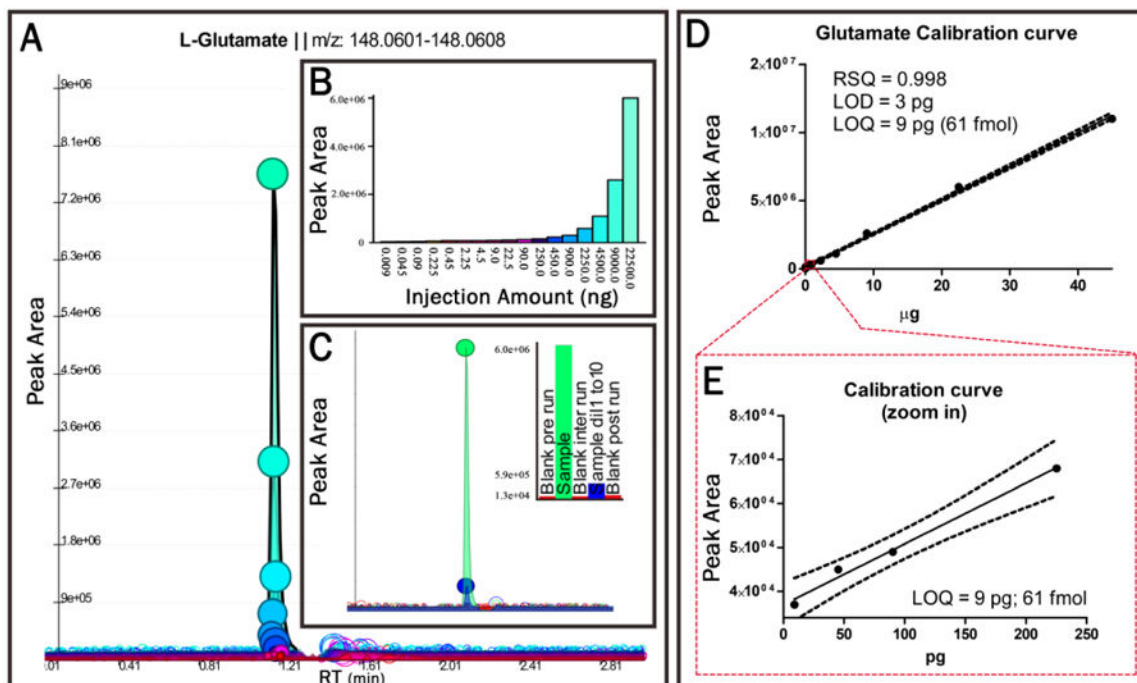 A
L-Glutamate || m/z: 148.0601-148.0608
Peak Area
9e+06
8.1e+06
7.2e+06
6.3e+06
5.4e+06
4.5e+06
3.6e+06
2.7e+06
1.8e+06
9e+05
.01 0.41 0.81 1.21 1.61 2.01 2.41 2.81
RT (min)
B
Peak Area
6.0e+06
4.0e+06
2.0e+06
0
0.009 0.045 0.09 0.225 0.45 2.25 4.5 9.0 22.5 90.0 250.0 450.0 900.0 2250.0 4500.0 9000.0 22500.0
Injection Amount (ng)
C
Peak Area
6.0e+06
5.9e+05
1.3e+04
Blank pre run
Sample
Blank inter run
Sample dil1 to10
Blank post run
D
Glutamate Calibration curve
RSQ = 0.998
LOD = 3 pg
LOQ = 9 pg (61 fmol)
Peak Area
2×10⁰⁷
1×10⁰⁷
5×10⁰⁶
0
0 10 20 30 40
μg
E
Calibration curve
(zoom in)
Peak Area
8×10⁰⁴
7×10⁰⁴
6×10⁰⁴
5×10⁰⁴
4×10⁰⁴
LOQ = 9 pg; 61 fmol
0 50 100 150 200 250
pg